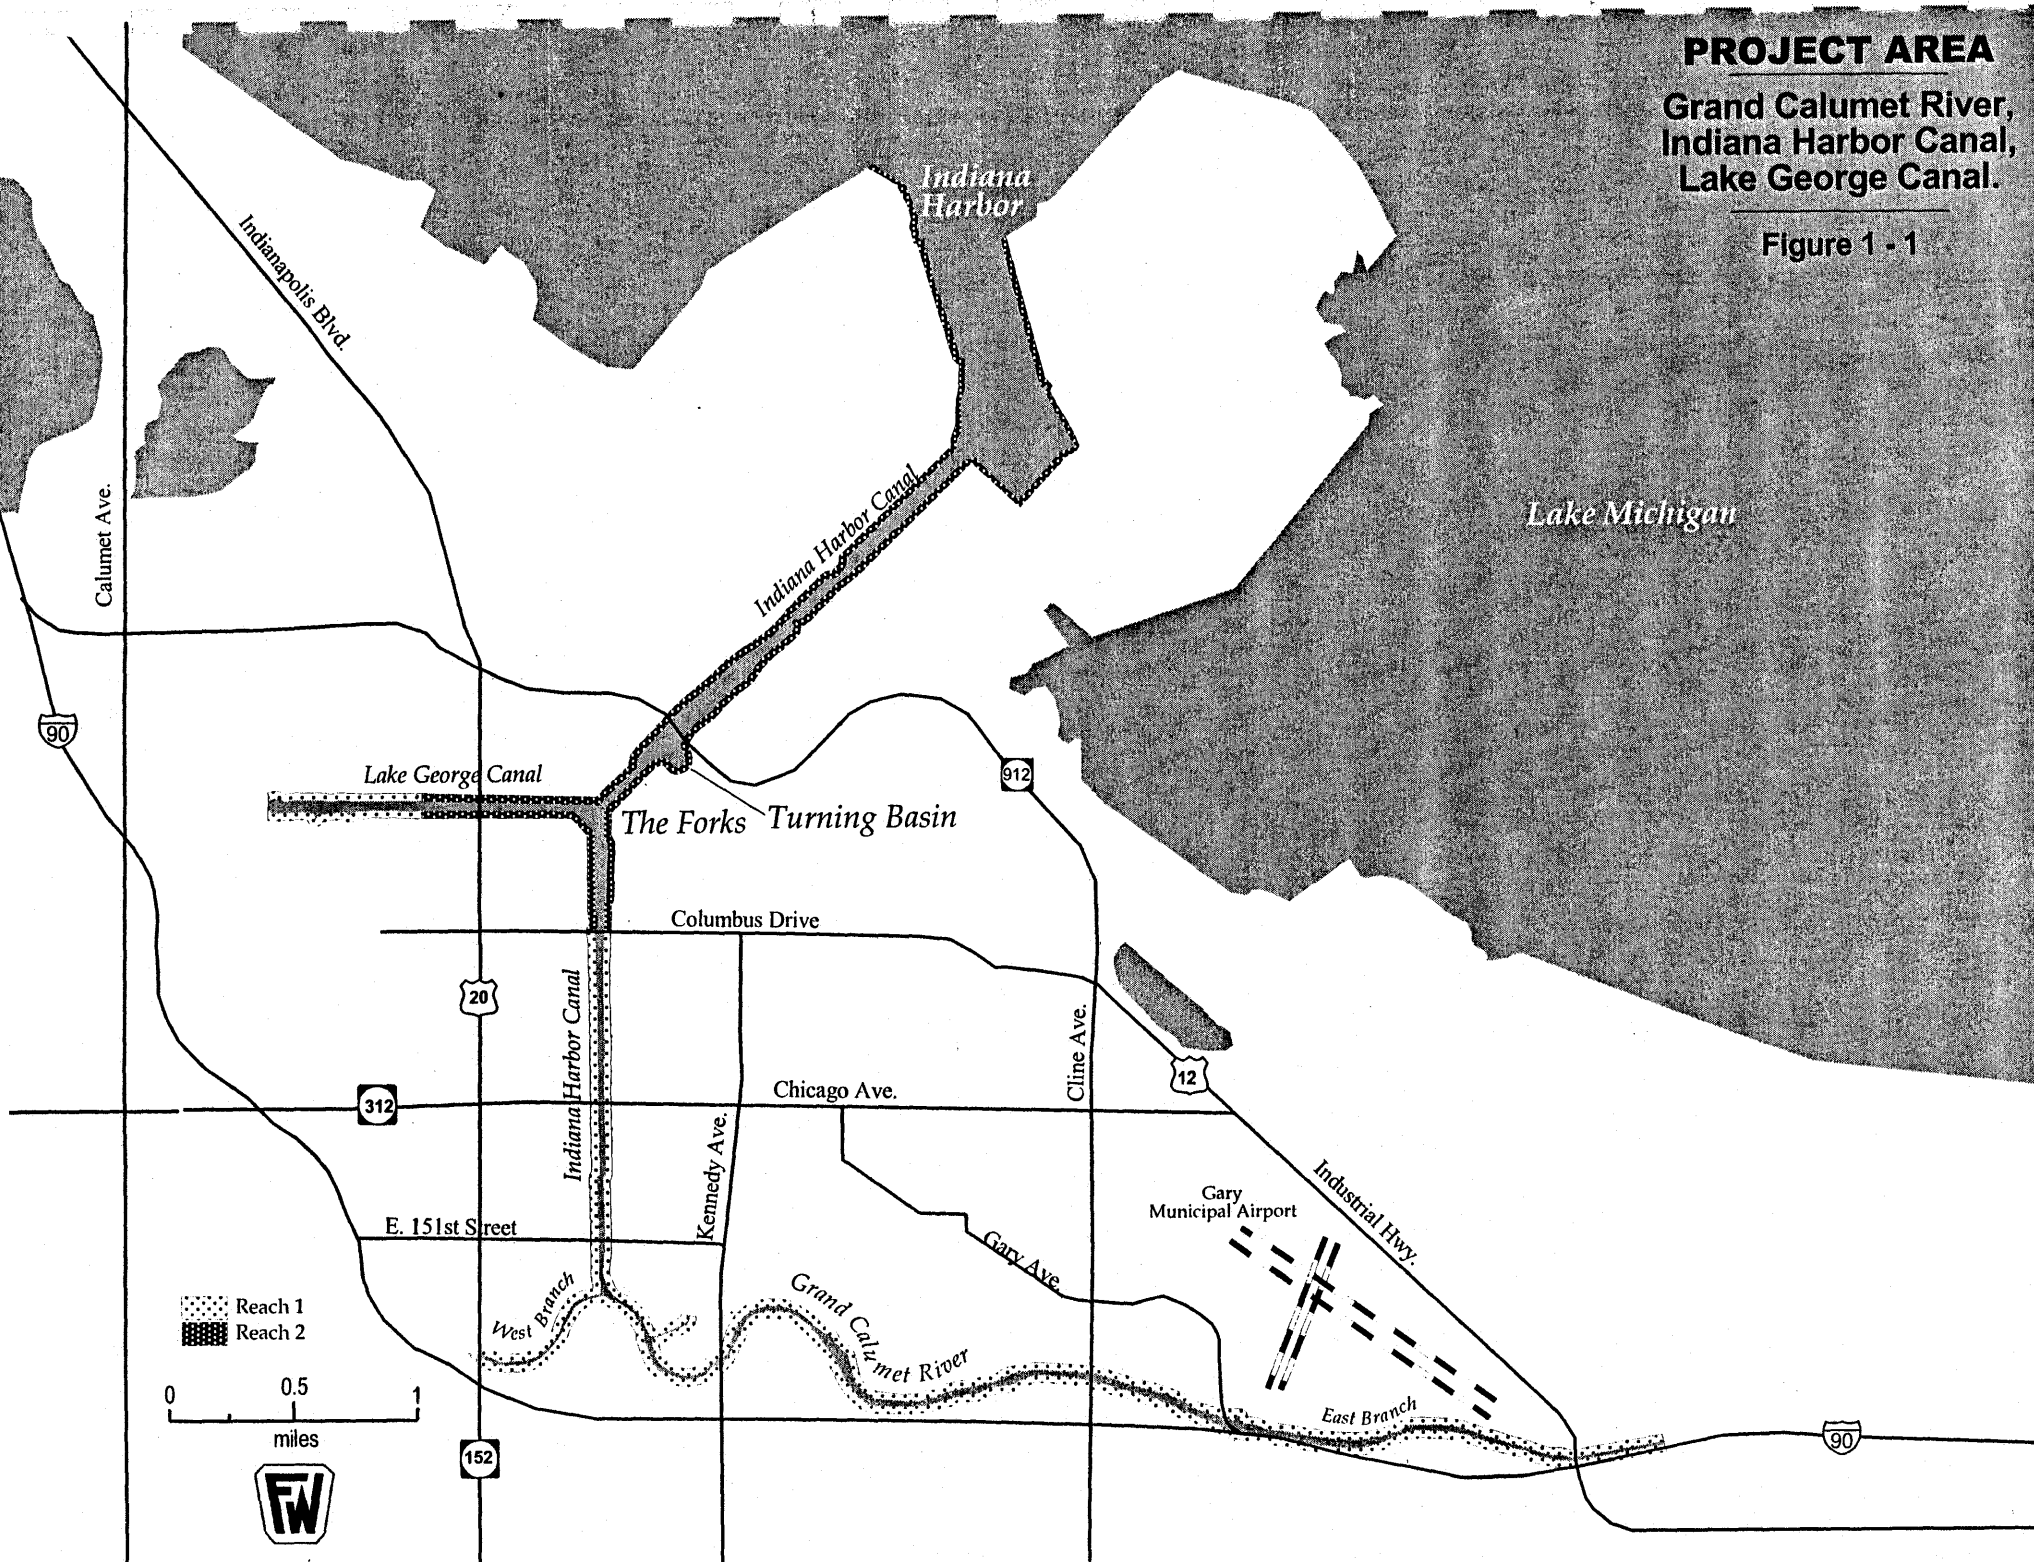 PROJECT AREA
Grand Calumet River,
Indiana Harbor Canal,
Lake George Canal.
Figure 1 - 1
Indiana
Harbor
Indianapolis Blvd.
Calumet Ave.
Lake Michigan
Indiana Harbor Canal
90
Lake George Canal
912
The Forks
Turning Basin
Columbus Drive
20
Indiana Harbor Canal
Cline Ave.
12
312
Chicago Ave.
Kennedy Ave.
Industrial Hwy.
Gary
Municipal Airport
E. 151st Street
Gary Ave.
West Branch
Grand Calumet River
Reach 1
Reach 2
East Branch
0 0.5 1
miles
90
152
FW